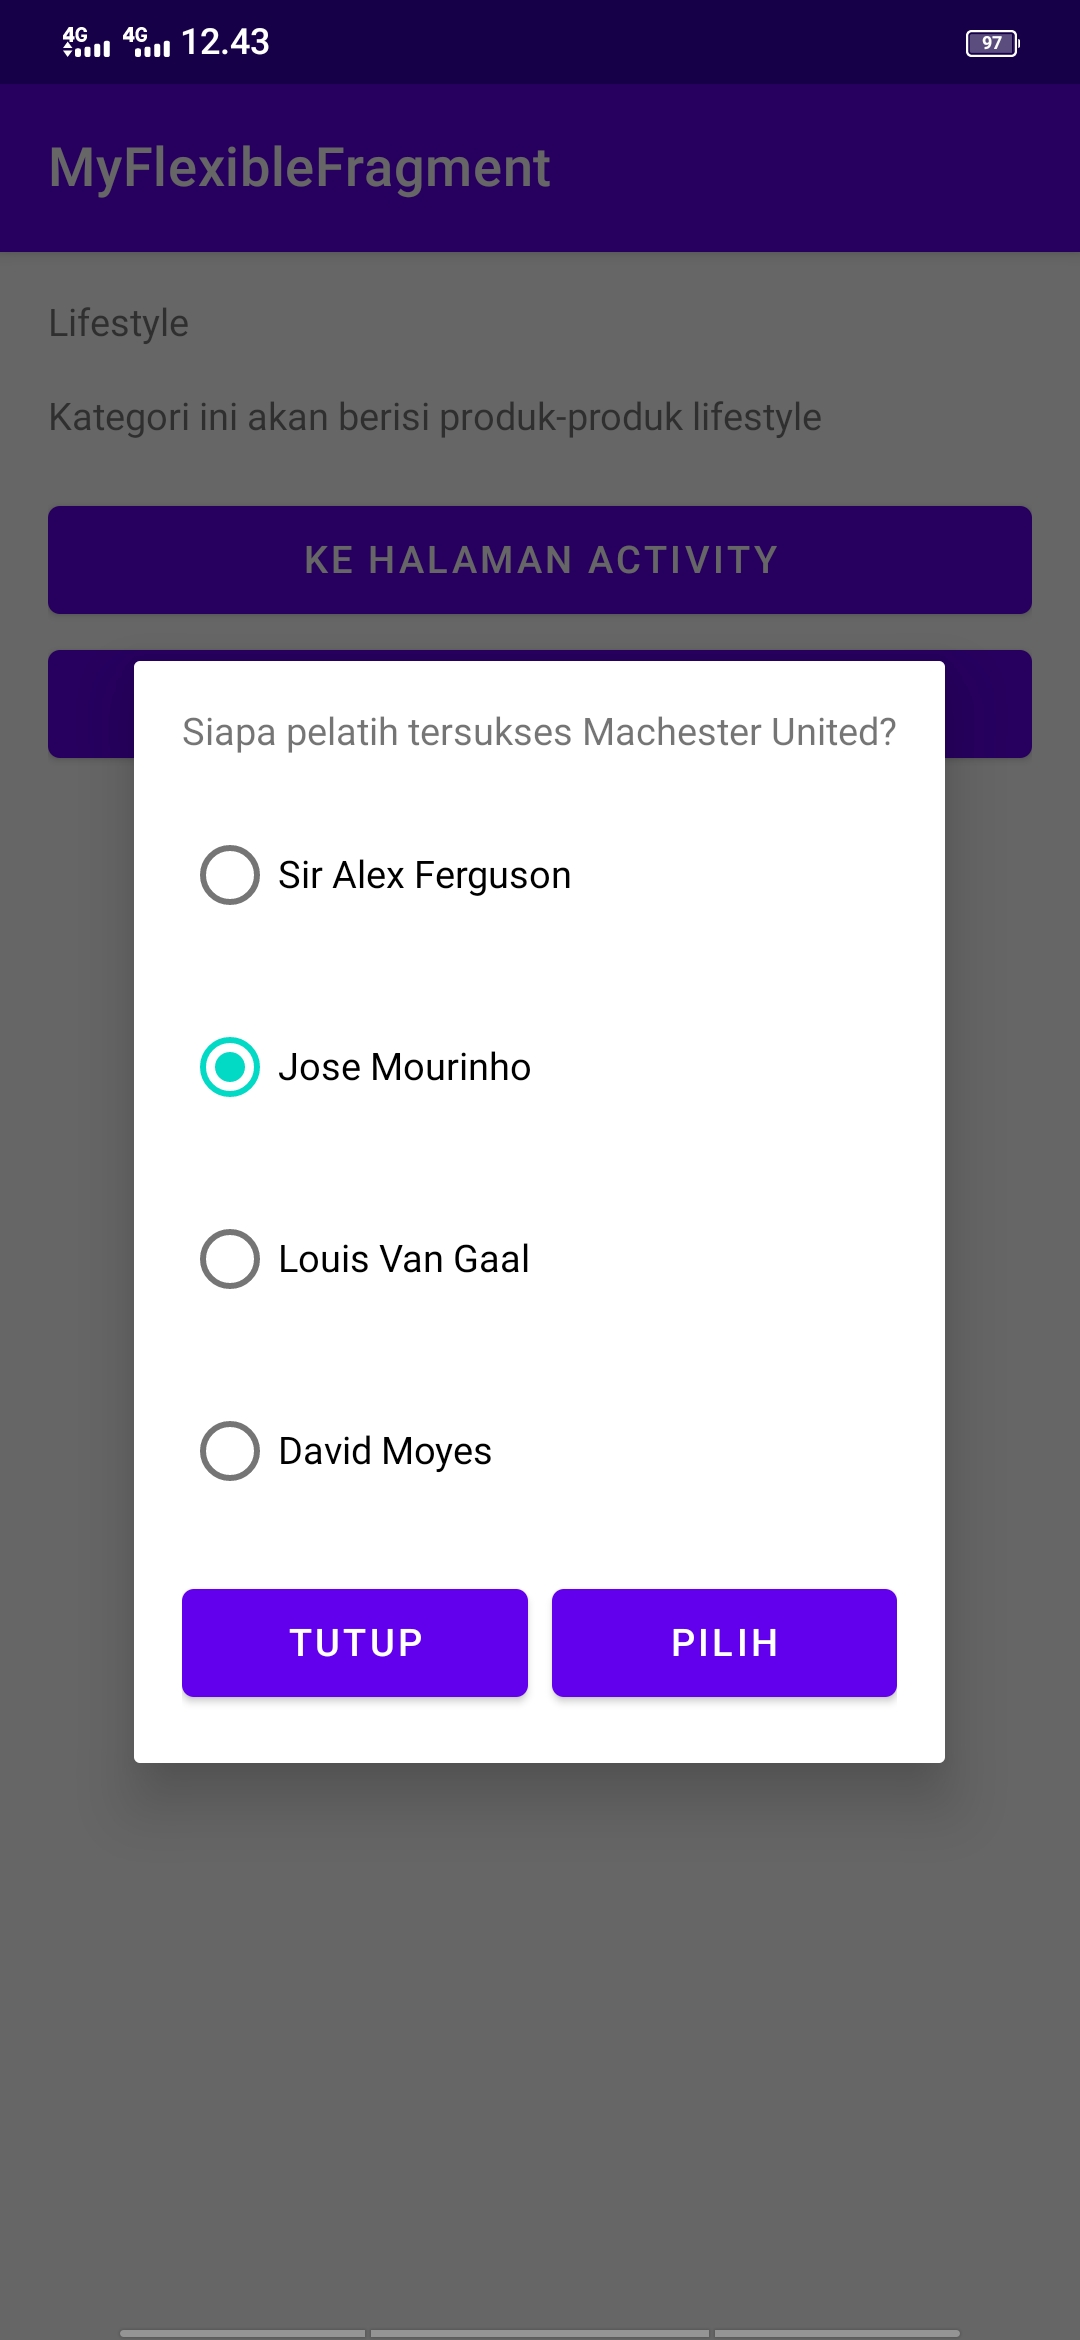 4G 4G 12.43 97
MyFlexibleFragment
Lifestyle
Kategori ini akan berisi produk-produk lifestyle
KE HALAMAN ACTIVITY
Siapa pelatih tersukses Machester United?
Sir Alex Ferguson
Jose Mourinho
Louis Van Gaal
David Moyes
TUTUP PILIH